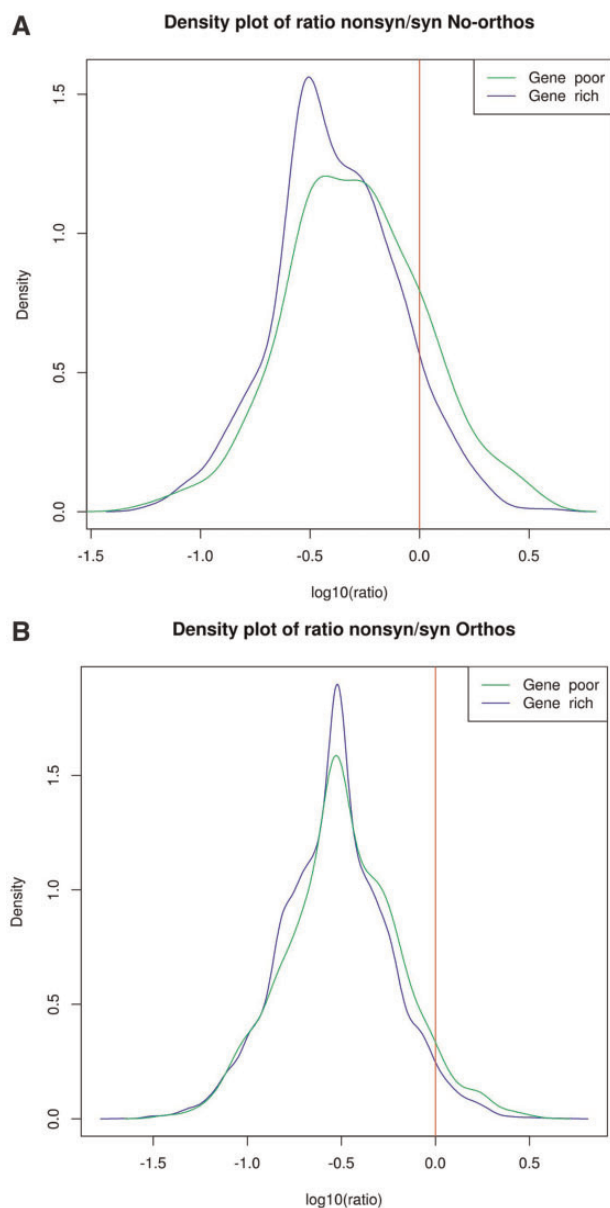 A
Density plot of ratio nonsyn/syn No-orthos
Gene poor
Gene rich
1.5
1.0
0.5
0.0
Density
-1.5 -1.0 -0.5 0.0 0.5
log10(ratio)
B
Density plot of ratio nonsyn/syn Orthos
Gene poor
Gene rich
1.5
1.0
0.5
0.0
Density
-1.5 -1.0 -0.5 0.0 0.5
log10(ratio)